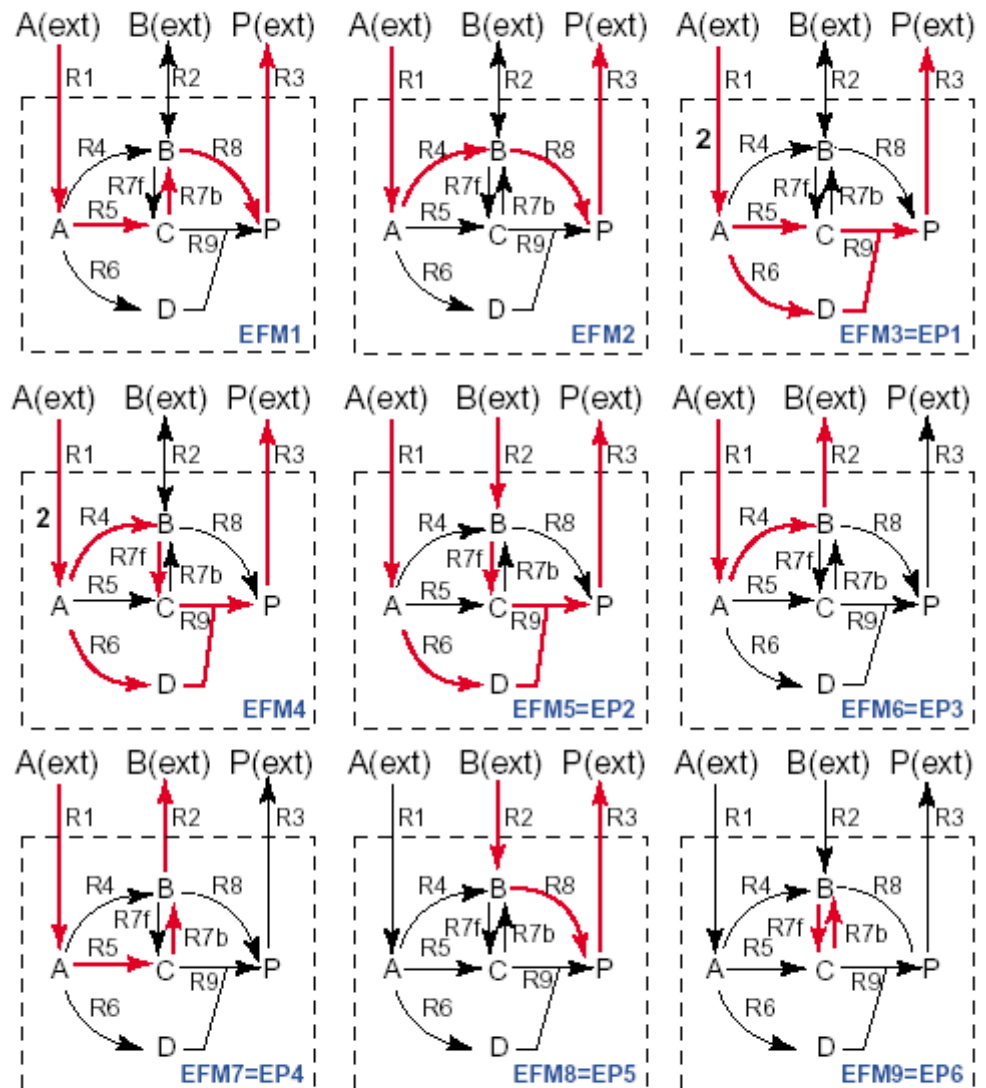 A(ext) B(ext) P(ext) A(ext) B(ext) P(ext) A(ext) B(ext) P(ext)
R1 R2 R3 R1 R2 R3 R1 R2 R3
R4 B R8 R4 B R8 2 R4 B R8
R7f R7b R7f R7b R7f R7b
A R5 C P A R5 C P A R5 C P
R9 R9 R9
R6 R6 R6
D D D
EFM1 EFM2 EFM3=EP1
A(ext) B(ext) P(ext) A(ext) B(ext) P(ext) A(ext) B(ext) P(ext)
R1 R2 R3 R1 R2 R3 R1 R2 R3
2 R4 B R8 R4 B R8 R4 B R8
R7f R7b R7f R7b R7f R7b
A R5 C P A R5 C P A R5 C P
R9 R9 R9
R6 R6 R6
D D D
EFM4 EFM5=EP2 EFM6=EP3
A(ext) B(ext) P(ext) A(ext) B(ext) P(ext) A(ext) B(ext) P(ext)
R1 R2 R3 R1 R2 R3 R1 R2 R3
R4 B R8 R4 B R8 R4 B R8
R7f R7b R7f R7b R7f R7b
A R5 C P A R5 C P A R5 C P
R9 R9 R9
R6 R6 R6
D D D
EFM7=EP4 EFM8=EP5 EFM9=EP6